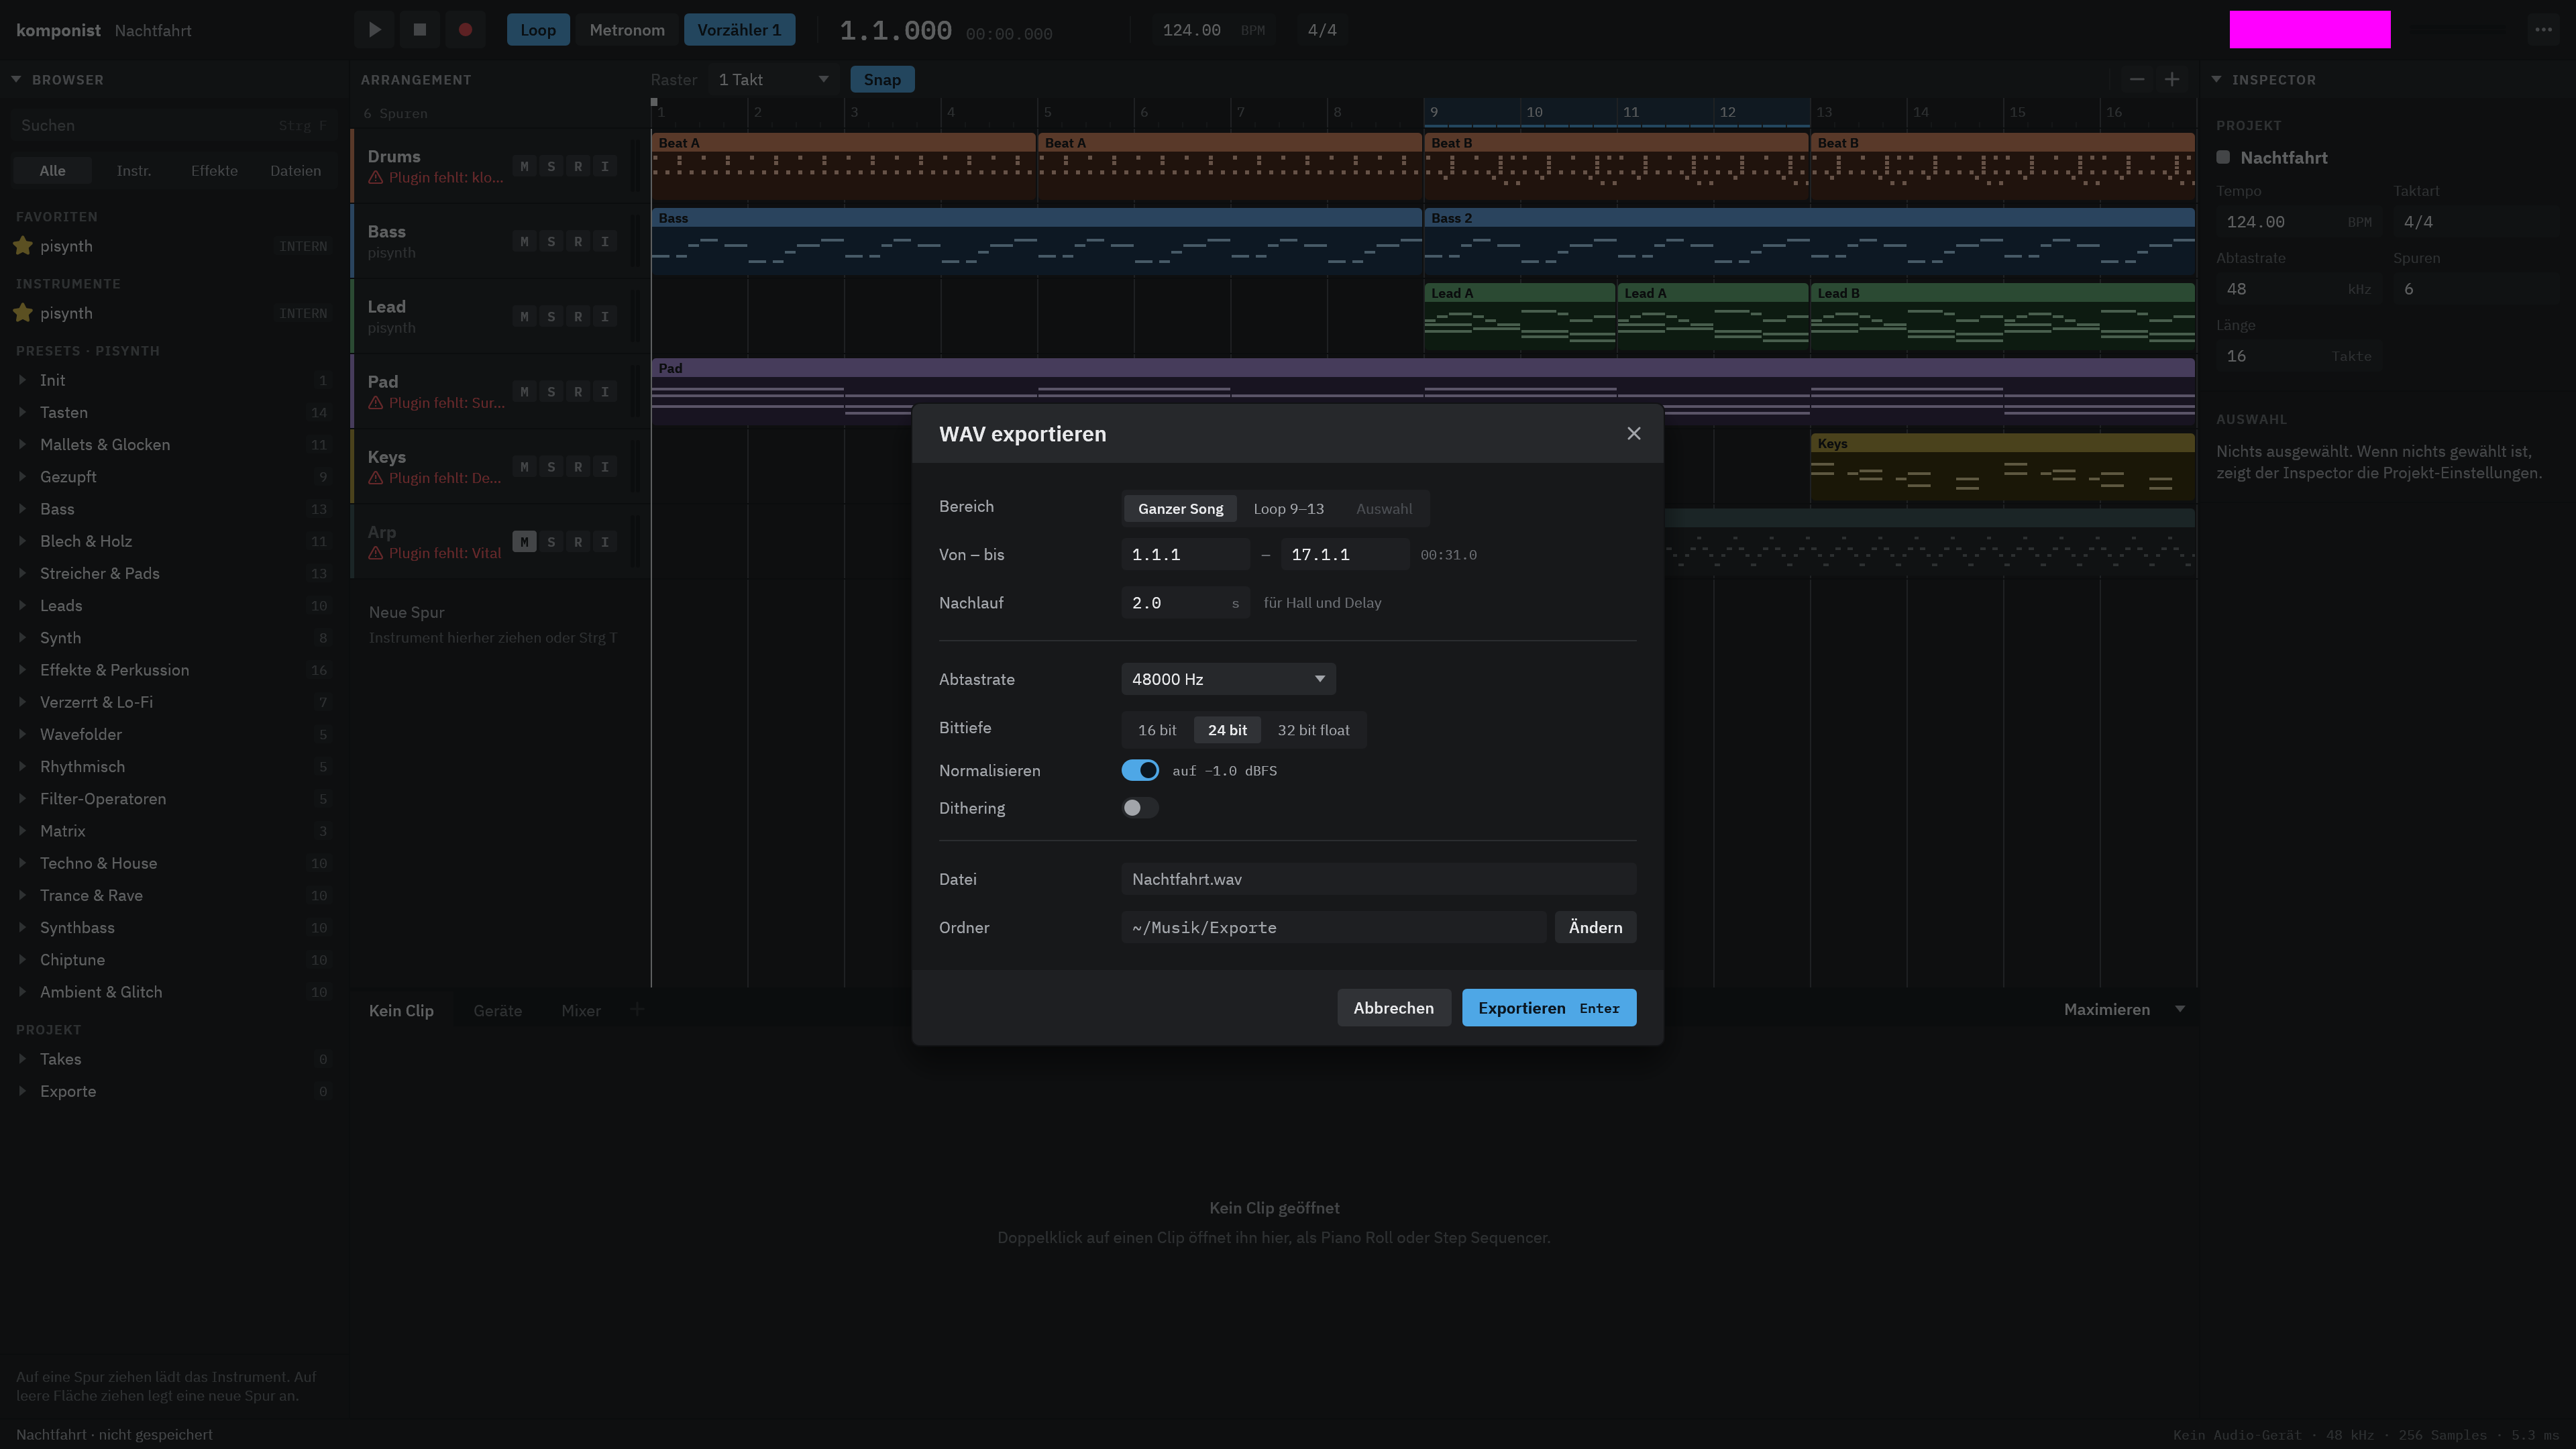 komponist Nachtfahrt
Loop Metronom Vorzähler 1 1.1.000 00:00.000 124.00 BPM 4/4
BROWSER
Suchen Strg F
Alle Instr. Effekte Dateien
FAVORITEN
pisynth INTERN
INSTRUMENTE
pisynth INTERN
PRESETS · PISYNTH
Init 1
Tasten 14
Mallets & Glocken 11
Gezupft 9
Bass 13
Blech & Holz 11
Streicher & Pads 13
Leads 10
Synth 8
Effekte & Perkussion 16
Verzerrt & Lo-Fi 7
Wavefolder 5
Rhythmisch 5
Filter-Operatoren 5
Matrix 3
Techno & House 10
Trance & Rave 10
Synthbass 10
Chiptune 10
Ambient & Glitch 10
PROJEKT
Takes 0
Exporte 0
Auf eine Spur ziehen lädt das Instrument. Auf
leere Fläche ziehen legt eine neue Spur an.
ARRANGEMENT Raster 1 Takt Snap
6 Spuren 1 2 3 4 5 6 7 8 9 10 11 12 13 14 15 16
Drums M S R I
Plugin fehlt: klo...
Beat A Beat A Beat B Beat B
Bass M S R I
pisynth
Bass Bass 2
Lead M S R I
pisynth
Lead A Lead A Lead B
Pad M S R I
Plugin fehlt: Sur...
Pad
Keys M S R I
Plugin fehlt: De...
Keys
Arp M S R I
Plugin fehlt: Vital
Neue Spur
Instrument hierher ziehen oder Strg T
WAV exportieren
Bereich Ganzer Song Loop 9–13 Auswahl
Von – bis 1.1.1 – 17.1.1 00:31.0
Nachlauf 2.0 s für Hall und Delay
Abtastrate 48000 Hz
Bittiefe 16 bit 24 bit 32 bit float
Normalisieren auf −1.0 dBFS
Dithering
Datei Nachtfahrt.wav
Ordner ~/Musik/Exporte Ändern
Abbrechen Exportieren Enter
Kein Clip Geräte Mixer Maximieren
Kein Clip geöffnet
Doppelklick auf einen Clip öffnet ihn hier, als Piano Roll oder Step Sequencer.
INSPECTOR
PROJEKT
Nachtfahrt
Tempo Taktart
124.00 BPM 4/4
Abtastrate Spuren
48 kHz 6
Länge
16 Takte
AUSWAHL
Nichts ausgewählt. Wenn nichts gewählt ist,
zeigt der Inspector die Projekt-Einstellungen.
Nachtfahrt · nicht gespeichert
Kein Audio-Gerät · 48 kHz · 256 Samples · 5.3 ms